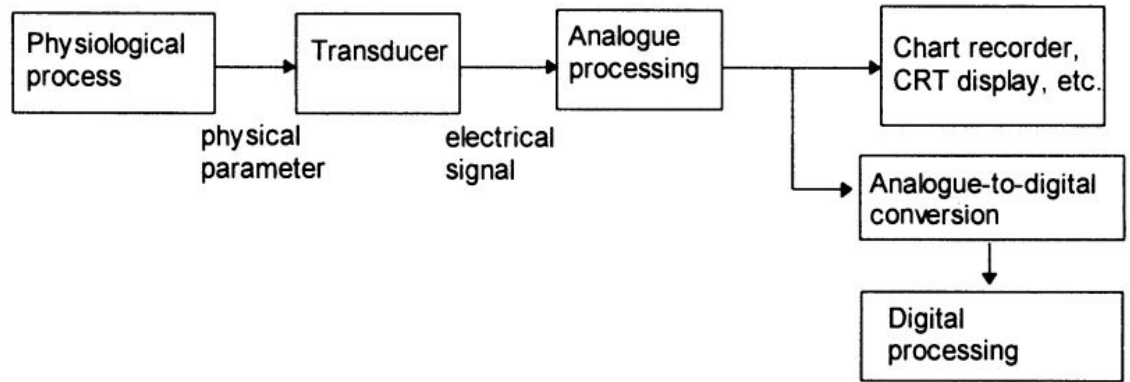 Physiological
process
physical
parameter
Transducer
electrical
signal
Analogue
processing
Chart recorder,
CRT display, etc.
Analogue-to-digital
conversion
Digital
processing